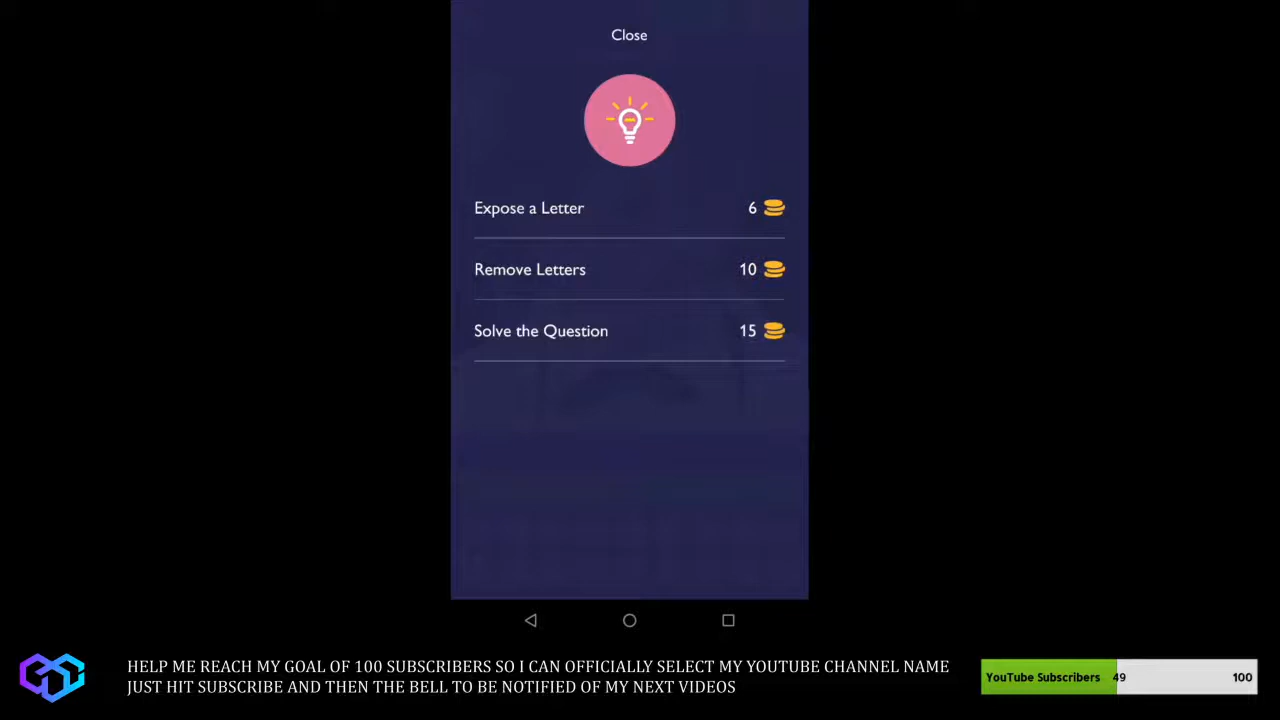 Close
Expose a Letter 6
Remove Letters 10
Solve the Question 15
HELP ME REACH MY GOAL OF 100 SUBSCRIBERS SO I CAN OFFICIALLY SELECT MY YOUTUBE CHANNEL NAME
JUST HIT SUBSCRIBE AND THEN THE BELL TO BE NOTIFIED OF MY NEXT VIDEOS
YouTube Subscribers 49 100